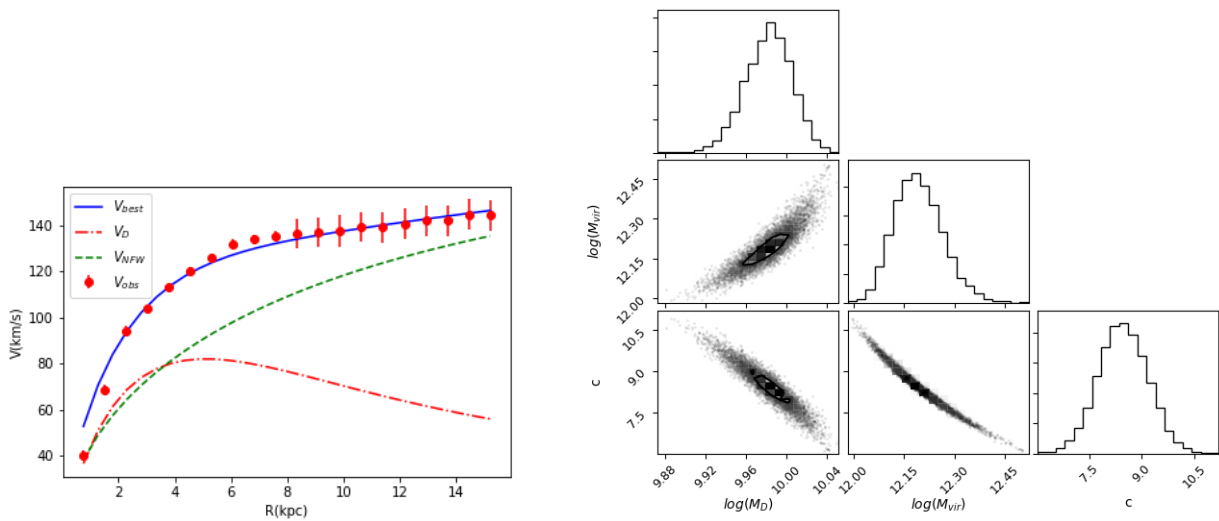 V_best
V_D
V_NFW
V_obs
140
120
100
80
60
40
V(km/s)
2 4 6 8 10 12 14
R(kpc)
log(M_vir)
12.45
12.30
12.15
12.00
c
10.5
9.0
7.5
9.88 9.92 9.96 10.00 10.04
log(M_D)
12.00 12.15 12.30 12.45
log(M_vir)
7.5 9.0 10.5
c